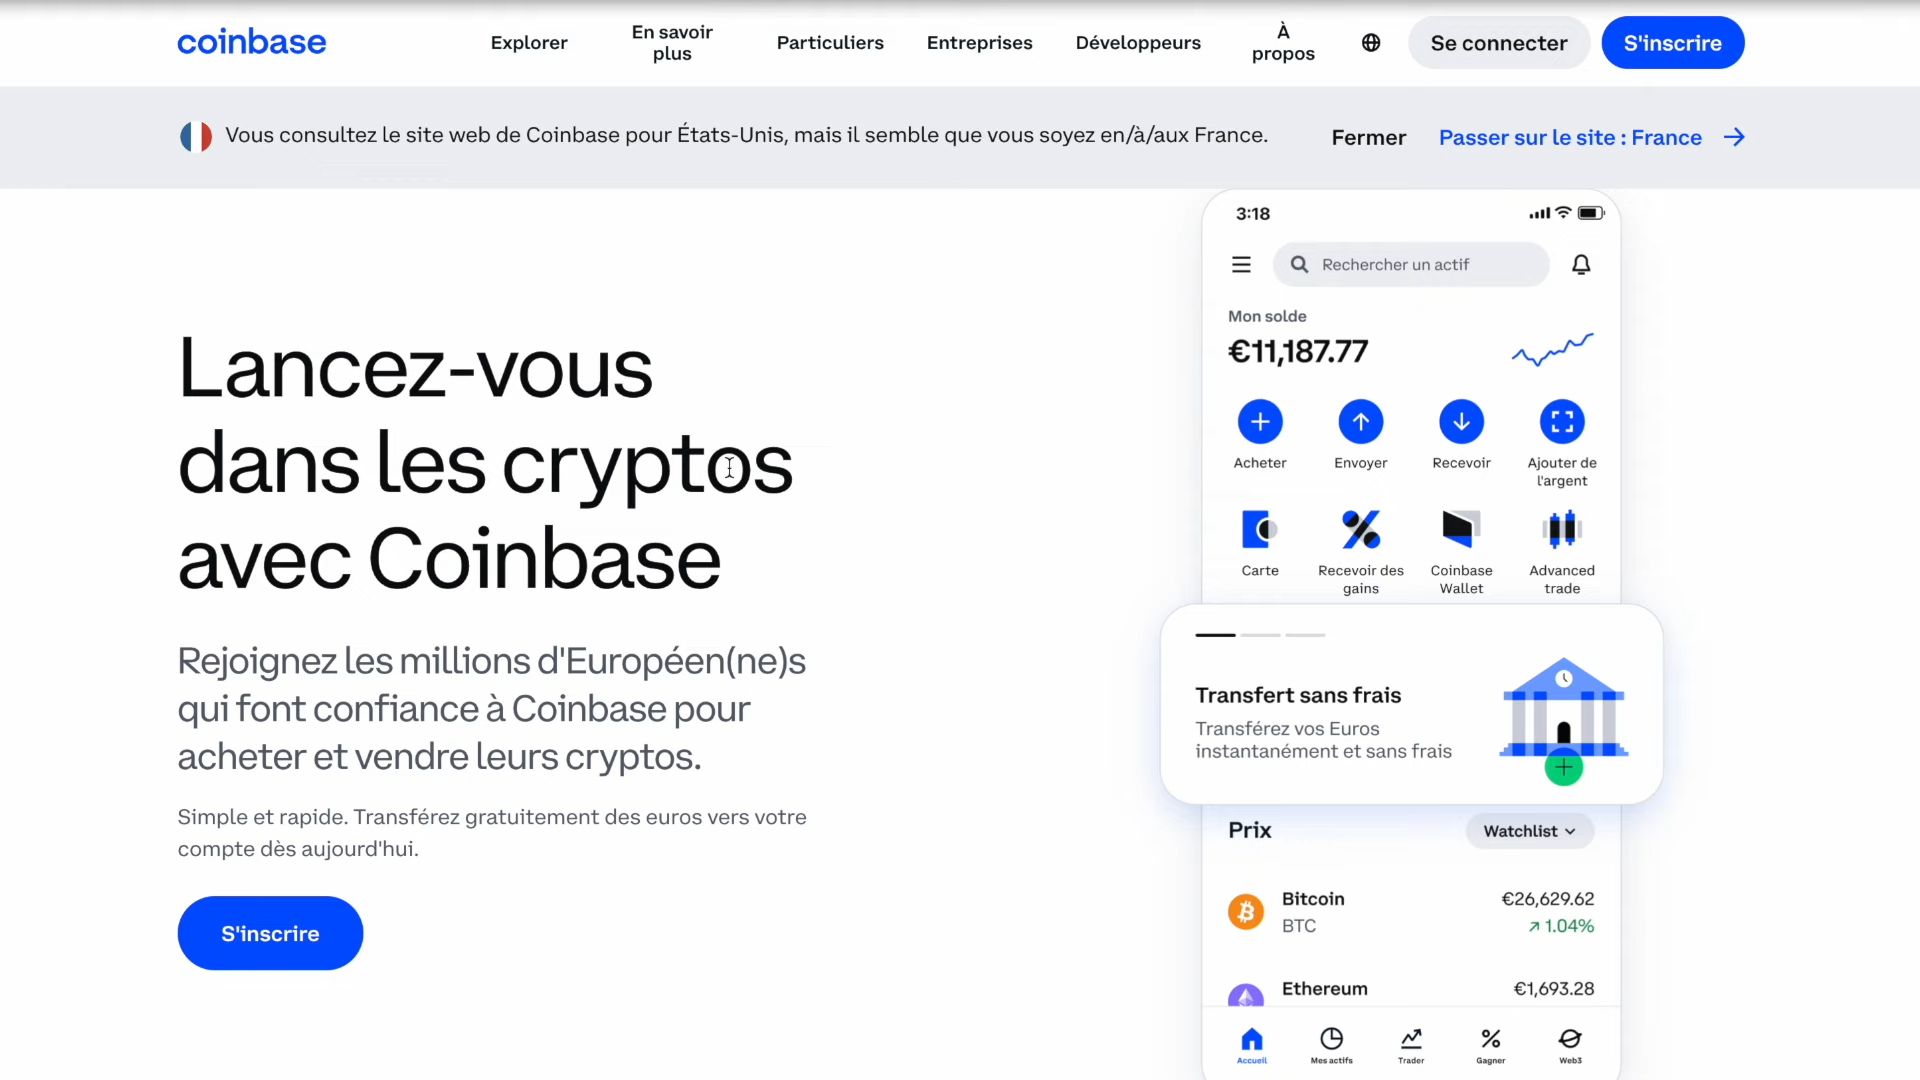 coinbase
Explorer
En savoir
plus
Particuliers
Entreprises
Développeurs
À
propos
Se connecter
S'inscrire
Vous consultez le site web de Coinbase pour États-Unis, mais il semble que vous soyez en/à/aux France.
Fermer
Passer sur le site : France
Lancez-vous
dans les cryptos
avec Coinbase
Rejoignez les millions d'Européen(ne)s
qui font confiance à Coinbase pour
acheter et vendre leurs cryptos.
Simple et rapide. Transférez gratuitement des euros vers votre
compte dès aujourd'hui.
S'inscrire
3:18
Rechercher un actif
Mon solde
€11,187.77
Acheter
Envoyer
Recevoir
Ajouter de
l'argent
Carte
Recevoir des
gains
Coinbase
Wallet
Advanced
trade
Transfert sans frais
Transférez vos Euros
instantanément et sans frais
Prix
Watchlist
Bitcoin
€26,629.62
BTC
1.04%
Ethereum
€1,693.28
Accueil
Mes actifs
Trader
Gagner
Web3